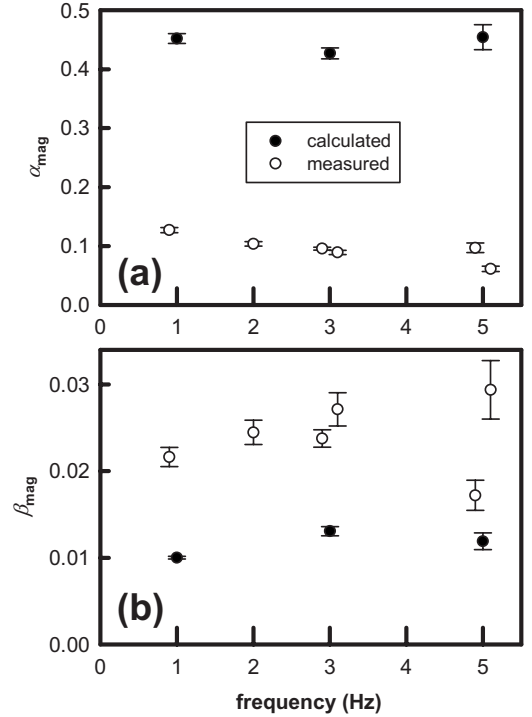 0.5
0.4
0.3
0.2
0.1
0.0
α_mag
calculated
measured
(a)
0 1 2 3 4 5
0.03
0.02
0.01
0.00
β_mag
(b)
0 1 2 3 4 5
frequency (Hz)